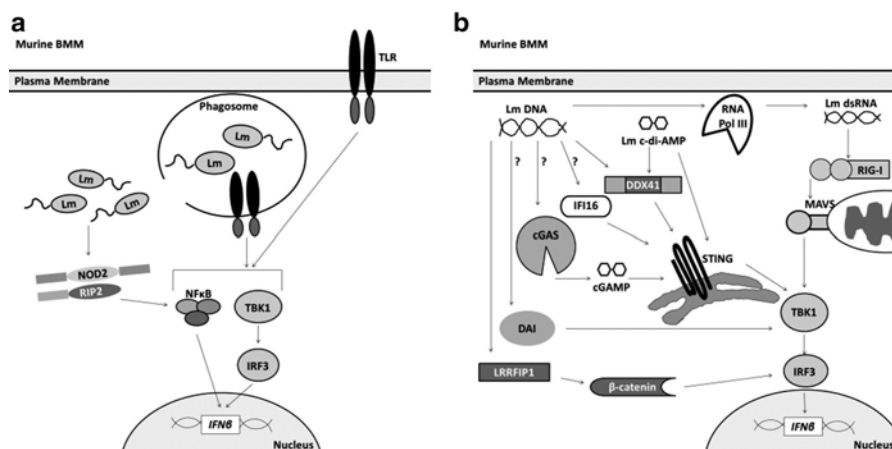 a
Murine BMM
TLR
Plasma Membrane
Phagosome
Lm
Lm
Lm
Lm
Lm
NOD2
RIP2
NFκB
TBK1
IRF3
IFNβ
Nucleus
b
Murine BMM
Plasma Membrane
Lm DNA
RNA
Pol III
Lm dsRNA
Lm c-di-AMP
?
?
?
DDX41
RIG-I
IFI16
MAVS
cGAS
STING
cGAMP
TBK1
DAI
LRRFIP1
β-catenin
IRF3
IFNβ
Nucleus